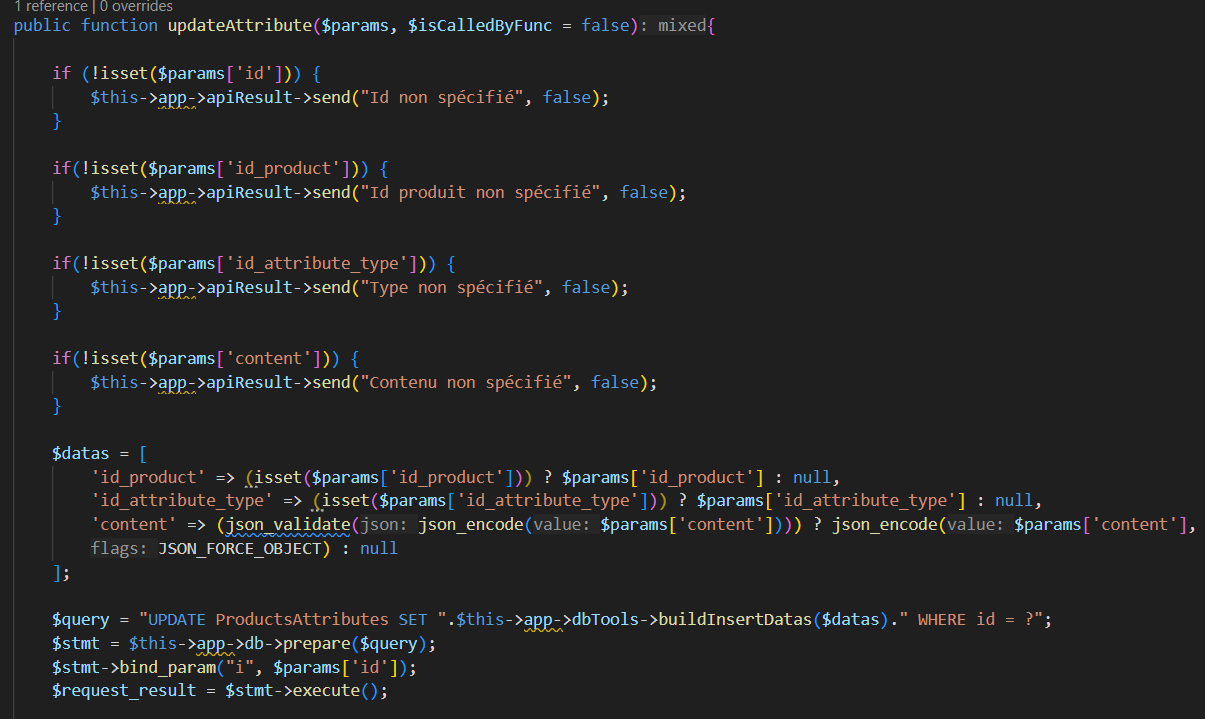 1 reference | 0 overrides
public function updateAttribute($params, $isCalledByFunc = false): mixed{
if (!isset($params['id'])) {
$this->app->apiResult->send("Id non spécifié", false);
}
if(!isset($params['id_product'])) {
$this->app->apiResult->send("Id produit non spécifié", false);
}
if(!isset($params['id_attribute_type'])) {
$this->app->apiResult->send("Type non spécifié", false);
}
if(!isset($params['content'])) {
$this->app->apiResult->send("Contenu non spécifié", false);
}
$datas = [
'id_product' => (isset($params['id_product'])) ? $params['id_product'] : null,
'id_attribute_type' => (isset($params['id_attribute_type'])) ? $params['id_attribute_type'] : null,
'content' => (json_validate(json: json_encode(value: $params['content']))) ? json_encode(value: $params['content'],
flags: JSON_FORCE_OBJECT) : null
];
$query = "UPDATE ProductsAttributes SET ".$this->app->dbTools->buildInsertDatas($datas)." WHERE id = ?";
$stmt = $this->app->db->prepare($query);
$stmt->bind_param("i", $params['id']);
$request_result = $stmt->execute();